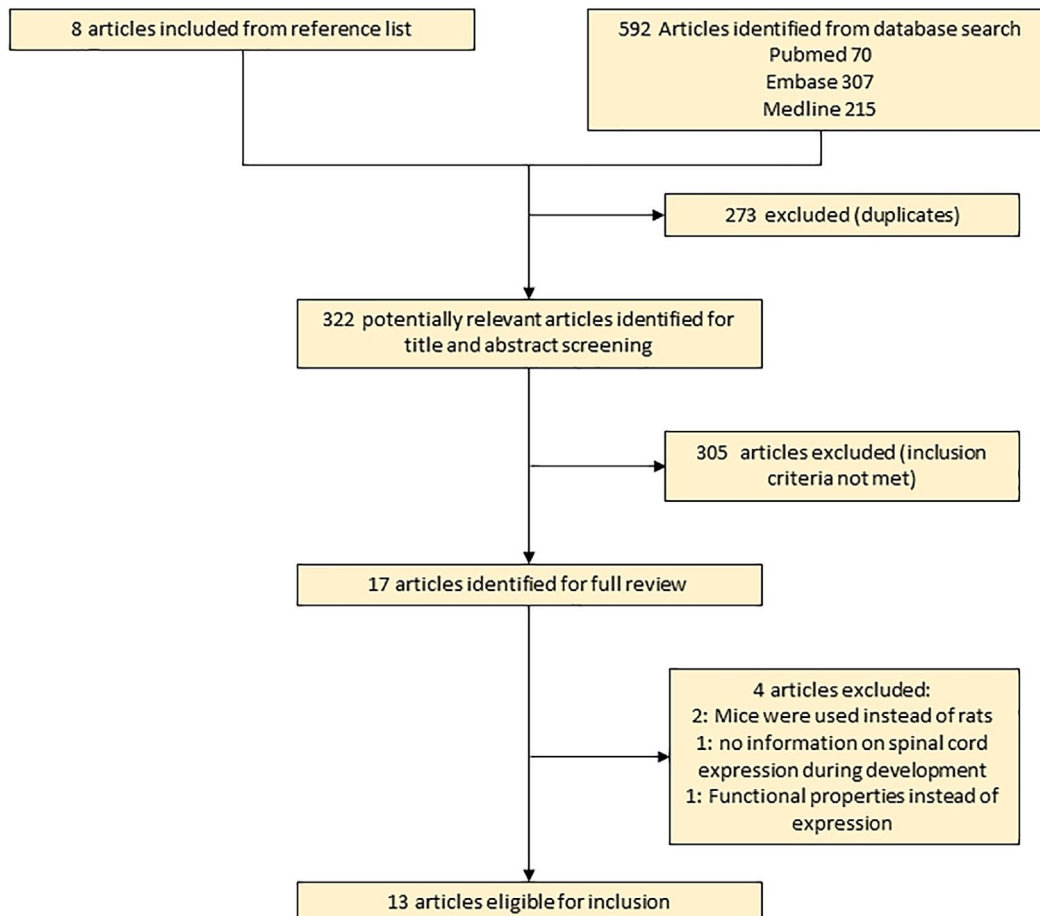 8 articles included from reference list
592 Articles identified from database search
Pubmed 70
Embase 307
Medline 215
273 excluded (duplicates)
322 potentially relevant articles identified for
title and abstract screening
305 articles excluded (inclusion
criteria not met)
17 articles identified for full review
4 articles excluded:
2: Mice were used instead of rats
1: no information on spinal cord
expression during development
1: Functional properties instead of
expression
13 articles eligible for inclusion